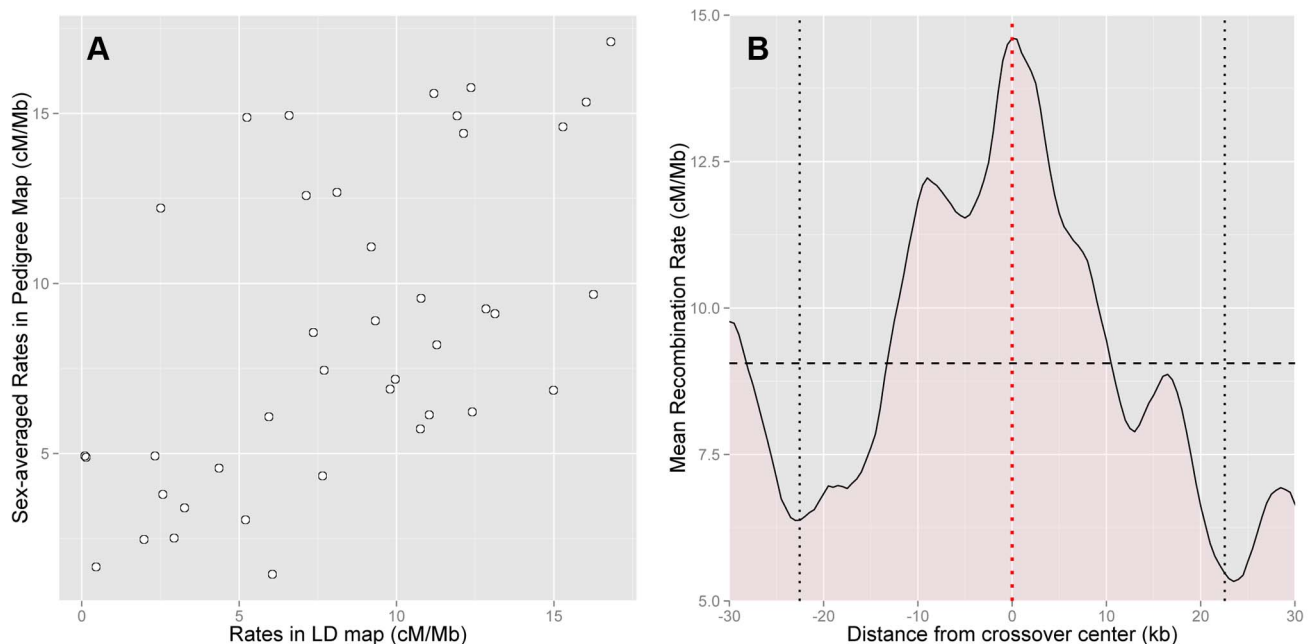 A
Sex-averaged Rates in Pedigree Map (cM/Mb)
15
10
5
0 5 10 15
Rates in LD map (cM/Mb)
B
Mean Recombination Rate (cM/Mb)
15.0
12.5
10.0
7.5
5.0
-30 -20 -10 0 10 20 30
Distance from crossover center (kb)